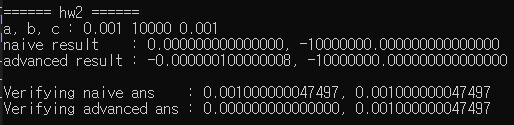 ====== hw2 ======
a, b, c : 0.001 10000 0.001
naive result    : 0.000000000000000, -10000000.000000000000000
advanced result : -0.000000100000008, -10000000.000000000000000
Verifying naive ans    : 0.001000000047497, 0.001000000047497
Verifying advanced ans : 0.000000000000000, 0.001000000047497